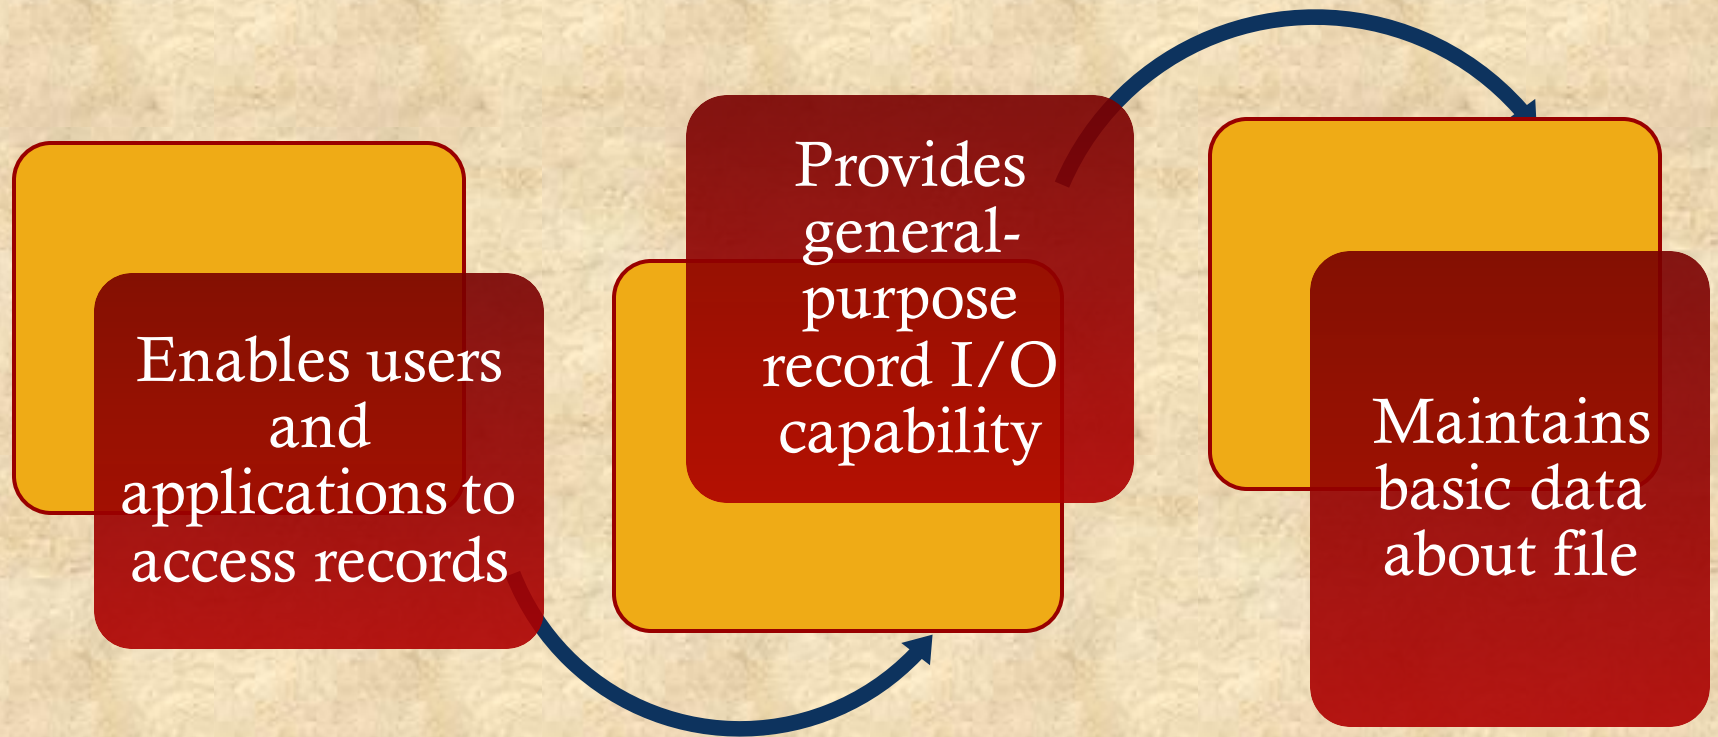 Enables users
and
applications to
access records
Provides
general-
purpose
record I/O
capability
Maintains
basic data
about file